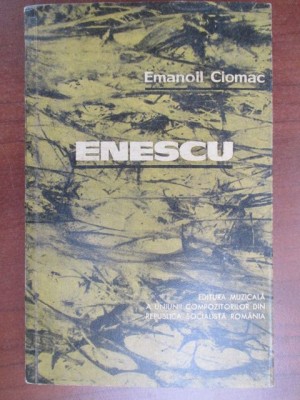 Emanoil Ciomac
ENESCU
EDITURA MUZICALĂ
A UNIUNII COMPOZITORILOR DIN
REPUBLICA SOCIALISTĂ ROMÂNIA